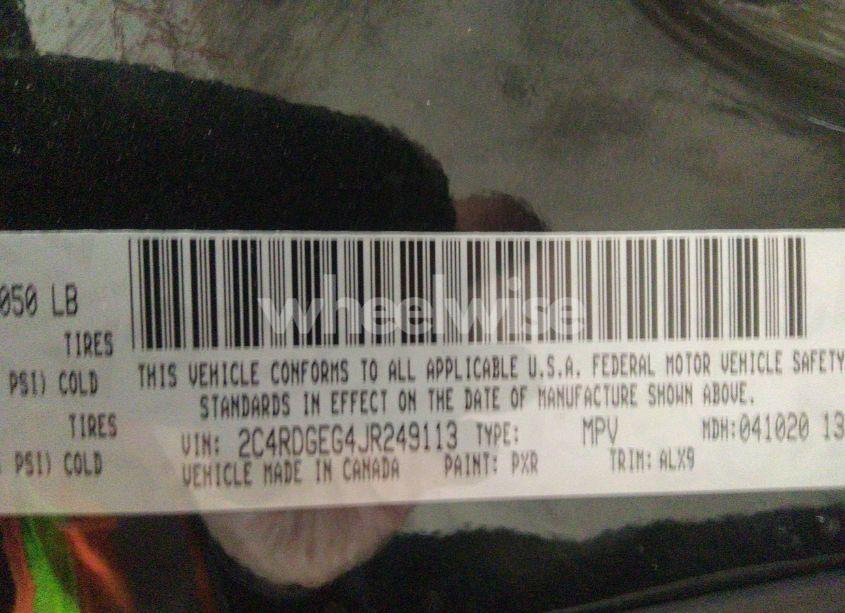 050 LB
TIRES
PSI) COLD
TIRES
PSI) COLD
wheelwise
THIS VEHICLE CONFORMS TO ALL APPLICABLE U.S.A. FEDERAL MOTOR VEHICLE SAFETY
STANDARDS IN EFFECT ON THE DATE OF MANUFACTURE SHOWN ABOVE.
VIN: 2C4RDGEG4JR249113 TYPE: MPV MDH:041020 13
VEHICLE MADE IN CANADA PAINT: PXR TRIM: ALX9